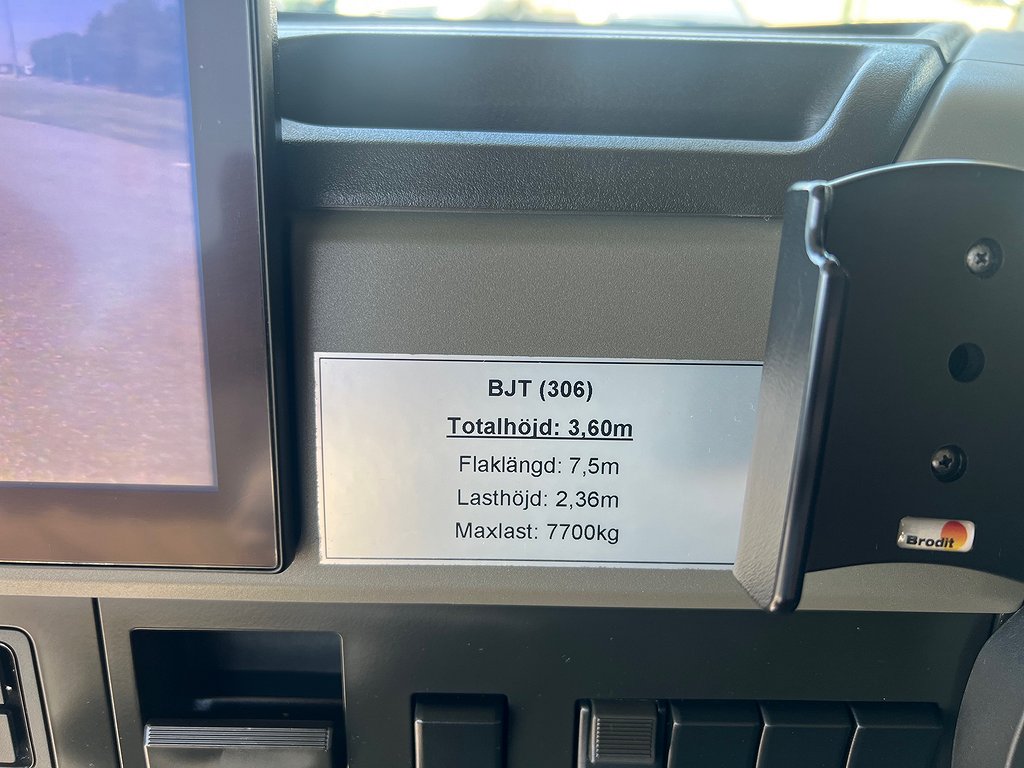 BJT (306)
Totalhöjd: 3,60m
Flaklängd: 7,5m
Lasthöjd: 2,36m
Maxlast: 7700kg
Brodit